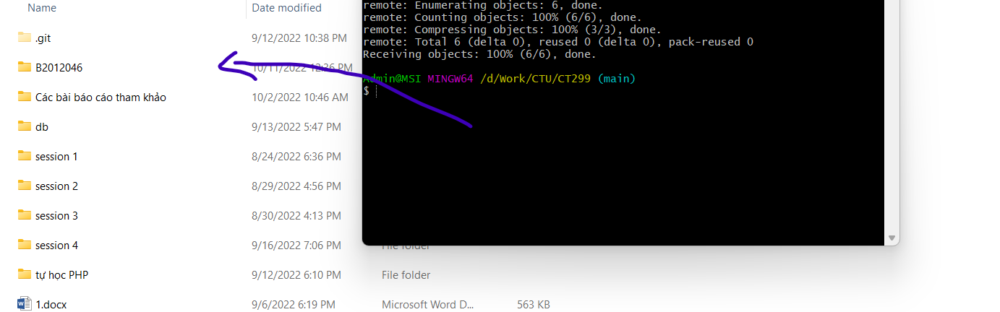 remote: Enumerating objects: 6, done.
Name Date modified remote: Counting objects: 100% (6/6), done.
remote: Compressing objects: 100% (3/3), done.
.git 9/12/2022 10:38 PM remote: Total 6 (delta 0), reused 0 (delta 0), pack-reused 0
Receiving objects: 100% (6/6), done.
B2012046 10/11/2022 12:36 PM
Admin@MSI MINGW64 /d/Work/CTU/CT299 (main)
$
Các bài báo cáo tham khảo 10/2/2022 10:46 AM
db 9/13/2022 5:47 PM
session 1 8/24/2022 6:36 PM
session 2 8/29/2022 4:56 PM
session 3 8/30/2022 4:13 PM
session 4 9/16/2022 7:06 PM File folder
tự học PHP 9/12/2022 6:10 PM File folder
1.docx 9/6/2022 6:19 PM Microsoft Word D... 563 KB